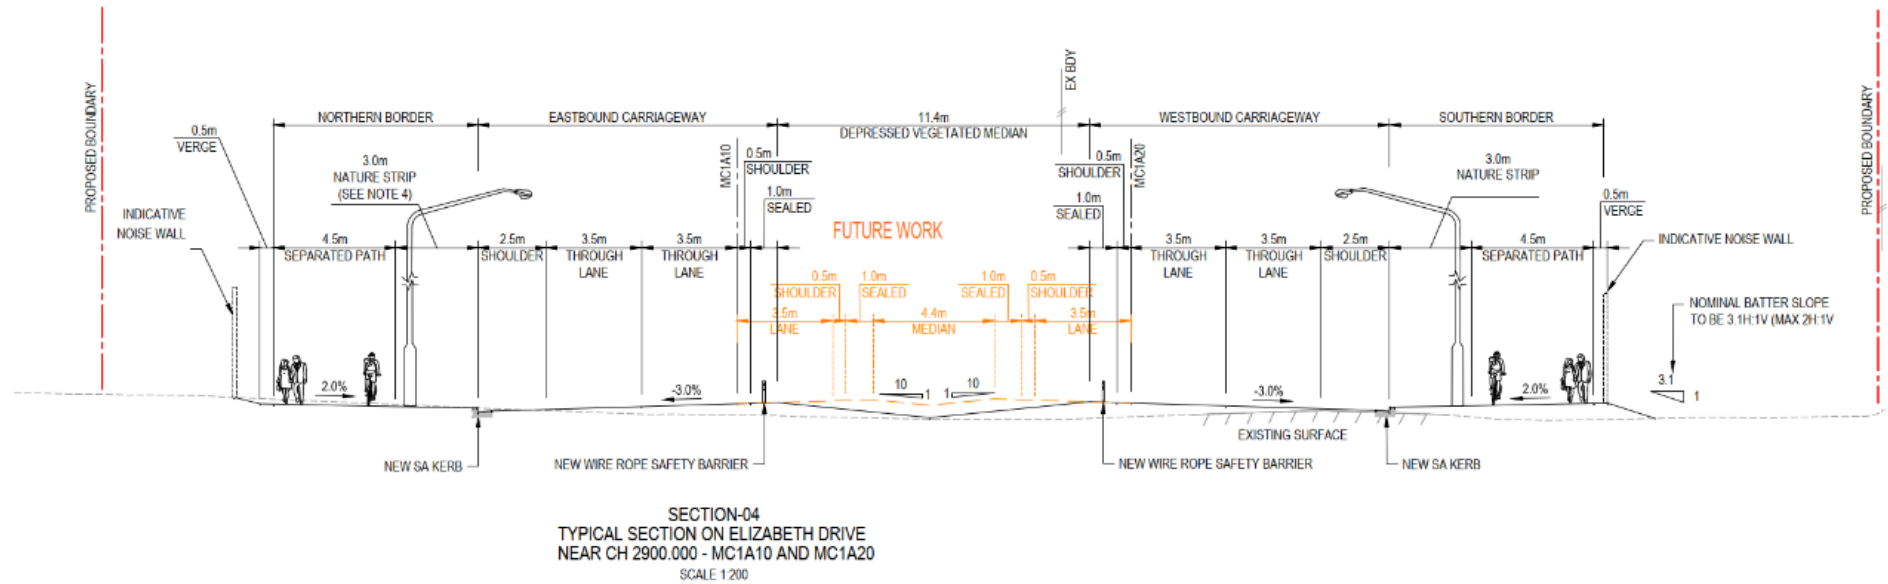 EX BDY
PROPOSED BOUNDARY
PROPOSED BOUNDARY
NORTHERN BORDER
EASTBOUND CARRIAGEWAY
11.4m
DEPRESSED VEGETATED MEDIAN
WESTBOUND CARRIAGEWAY
SOUTHERN BORDER
0.5m
VERGE
3.0m
NATURE STRIP
(SEE NOTE 4)
MC1A10
0.5m
SHOULDER
1.0m
SEALED
0.5m
SHOULDER
1.0m
SEALED
MC1A20
3.0m
NATURE STRIP
0.5m
VERGE
INDICATIVE
NOISE WALL
FUTURE WORK
INDICATIVE NOISE WALL
4.5m
SEPARATED PATH
2.5m
SHOULDER
3.5m
THROUGH
LANE
3.5m
THROUGH
LANE
3.5m
THROUGH
LANE
3.5m
THROUGH
LANE
2.5m
SHOULDER
4.5m
SEPARATED PATH
0.5m
SHOULDER
1.0m
SEALED
1.0m
SEALED
0.5m
SHOULDER
3.5m
LANE
4.4m
MEDIAN
3.5m
LANE
NOMINAL BATTER SLOPE
TO BE 3.1H:1V (MAX 2H:1V
2.0%
-3.0%
10
1
10
1
-3.0%
2.0%
3.1
1
EXISTING SURFACE
NEW SA KERB
NEW WIRE ROPE SAFETY BARRIER
NEW WIRE ROPE SAFETY BARRIER
NEW SA KERB
SECTION-04
TYPICAL SECTION ON ELIZABETH DRIVE
NEAR CH 2900.000 - MC1A10 AND MC1A20
SCALE 1:200